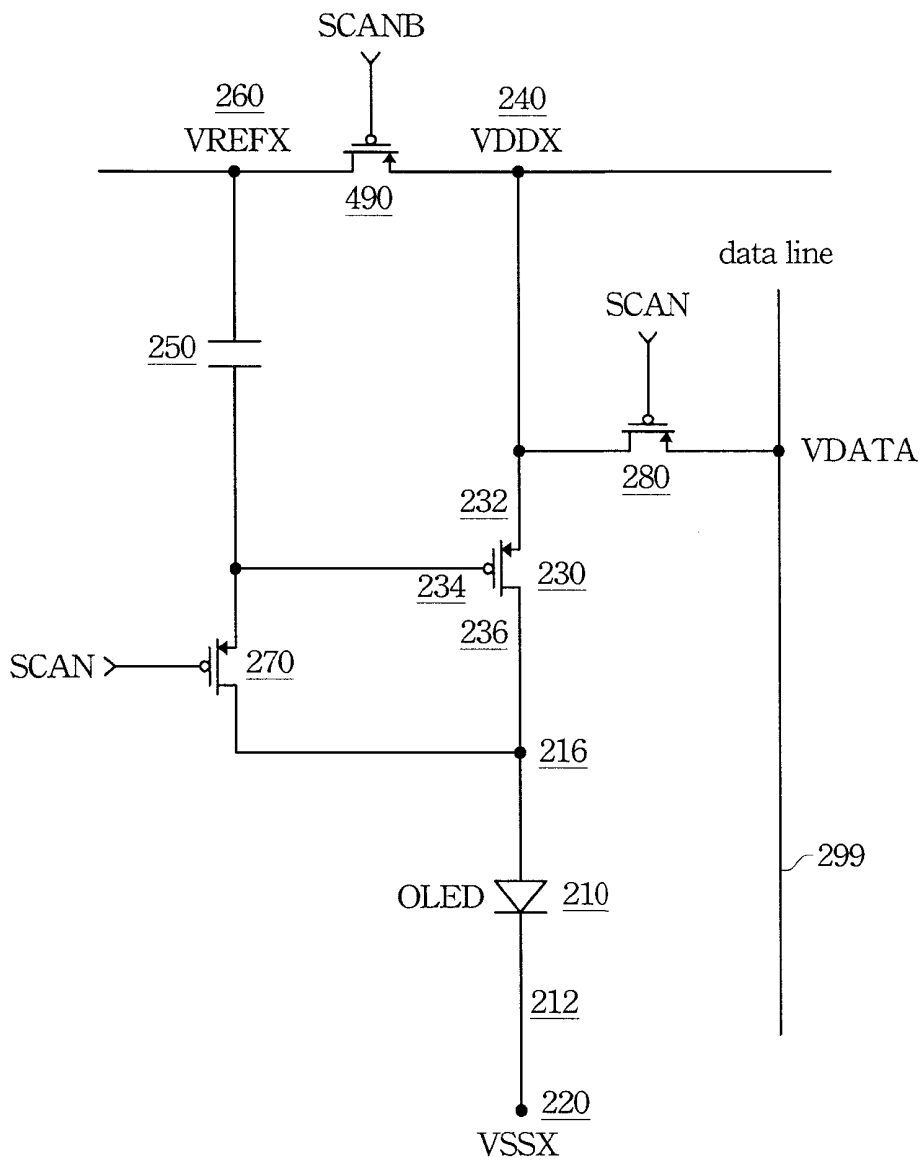 SCANB
260
240
VREFX
VDDX
490
data line
SCAN
250
VDATA
280
232
234
230
236
SCAN
270
216
299
OLED
210
212
220
VSSX